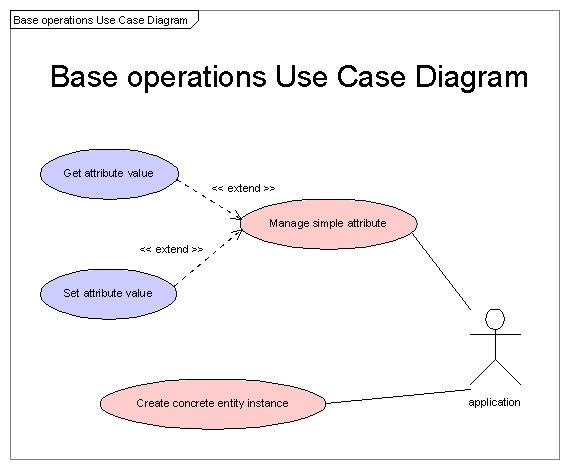 Base operations Use Case Diagram
Base operations Use Case Diagram
Get attribute value
<< extend >>
Manage simple attribute
<< extend >>
Set attribute value
Create concrete entity instance
application